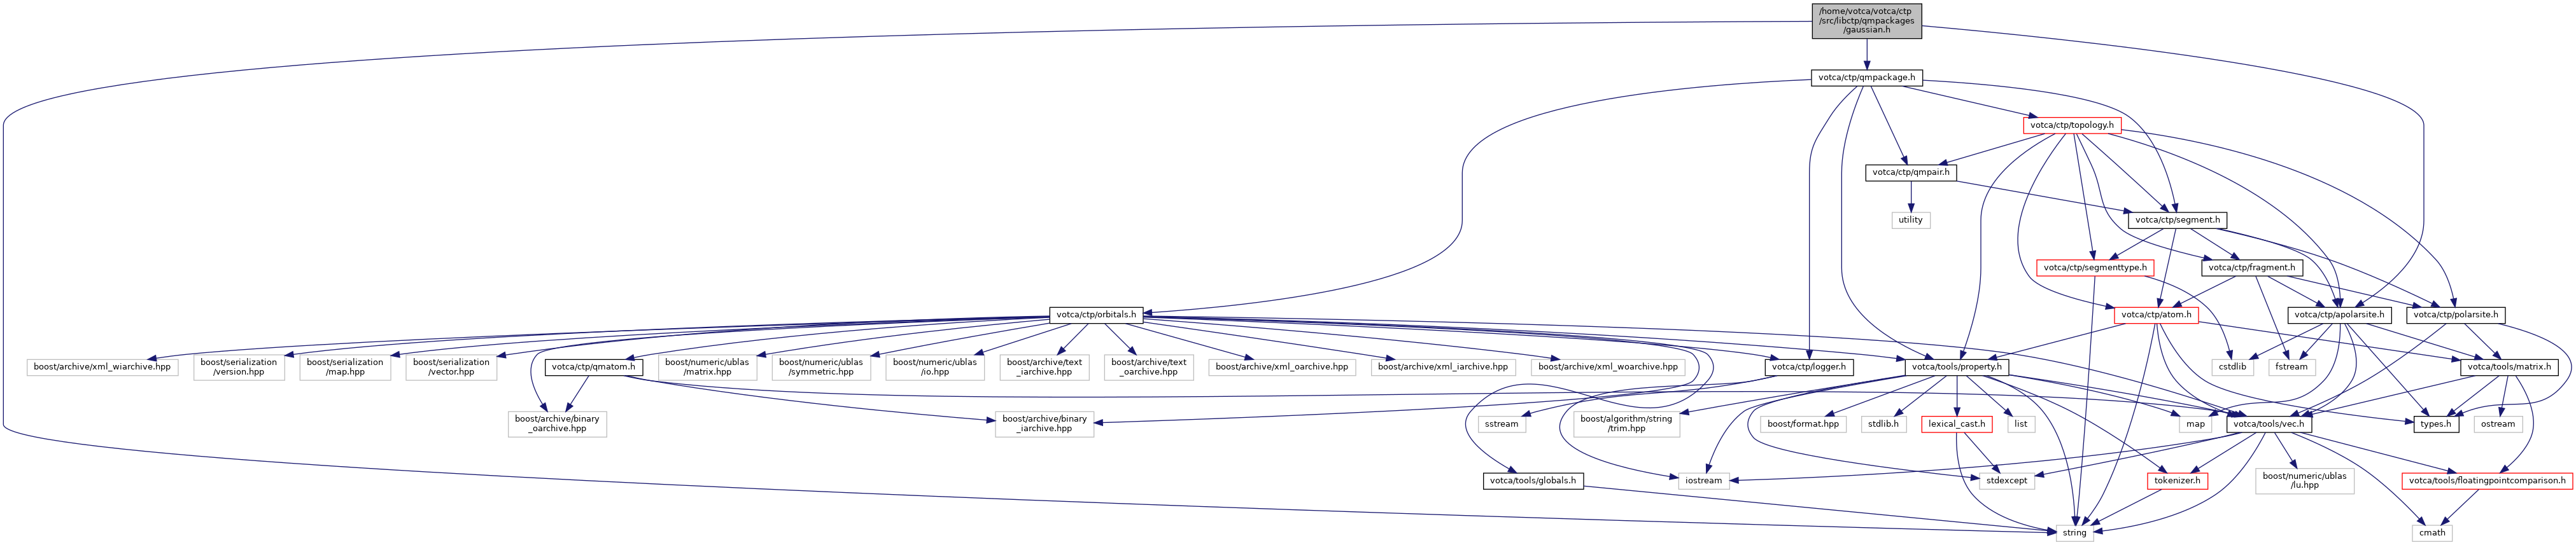 /home/votca/votca/ctp
/src/libctp/qmpackages
/gaussian.h
votca/ctp/qmpackage.h
votca/ctp/topology.h
votca/ctp/qmpair.h
utility
votca/ctp/segment.h
votca/ctp/segmenttype.h
votca/ctp/fragment.h
votca/ctp/orbitals.h
votca/ctp/atom.h
votca/ctp/apolarsite.h
votca/ctp/polarsite.h
boost/archive/xml_wiarchive.hpp
boost/serialization
/version.hpp
boost/serialization
/map.hpp
boost/serialization
/vector.hpp
votca/ctp/qmatom.h
boost/numeric/ublas
/matrix.hpp
boost/numeric/ublas
/symmetric.hpp
boost/numeric/ublas
/io.hpp
boost/archive/text
_iarchive.hpp
boost/archive/text
_oarchive.hpp
boost/archive/xml_oarchive.hpp
boost/archive/xml_iarchive.hpp
boost/archive/xml_woarchive.hpp
votca/ctp/logger.h
votca/tools/property.h
cstdlib
fstream
votca/tools/matrix.h
boost/archive/binary
_oarchive.hpp
boost/archive/binary
_iarchive.hpp
sstream
boost/algorithm/string
/trim.hpp
boost/format.hpp
stdlib.h
lexical_cast.h
list
map
votca/tools/vec.h
types.h
ostream
votca/tools/globals.h
iostream
stdexcept
tokenizer.h
boost/numeric/ublas
/lu.hpp
votca/tools/floatingpointcomparison.h
string
cmath